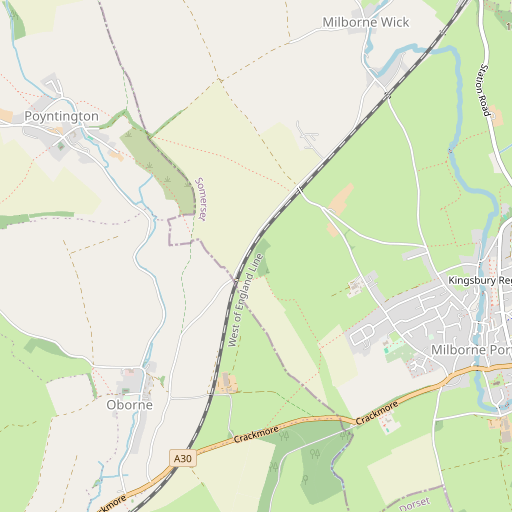 Milborne Wick
Station Road
Poyntington
Somerset
West of England Line
Kingsbury Reg
Milborne Por
Oborne
Crackmore
Crackmore
A30
ckmore
Dorset